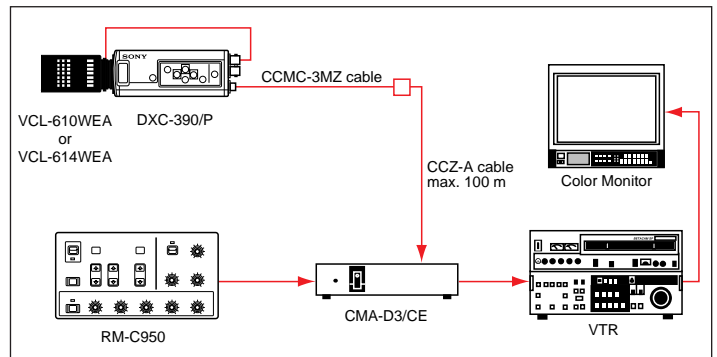 SONY
CCMC-3MZ cable
VCL-610WEA
or
VCL-614WEA
DXC-390/P
CCZ-A cable
max. 100 m
Color Monitor
RM-C950
CMA-D3/CE
VTR